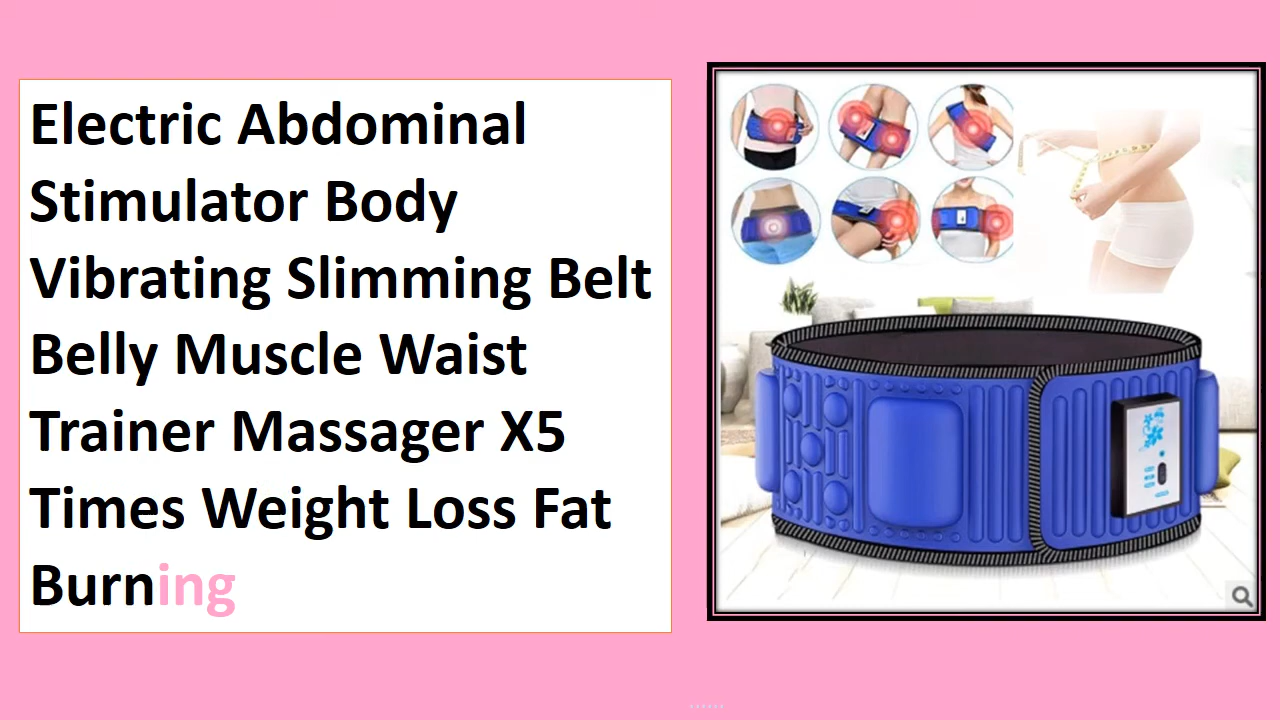 Electric Abdominal
Stimulator Body
Vibrating Slimming Belt
Belly Muscle Waist
Trainer Massager X5
Times Weight Loss Fat
Burning